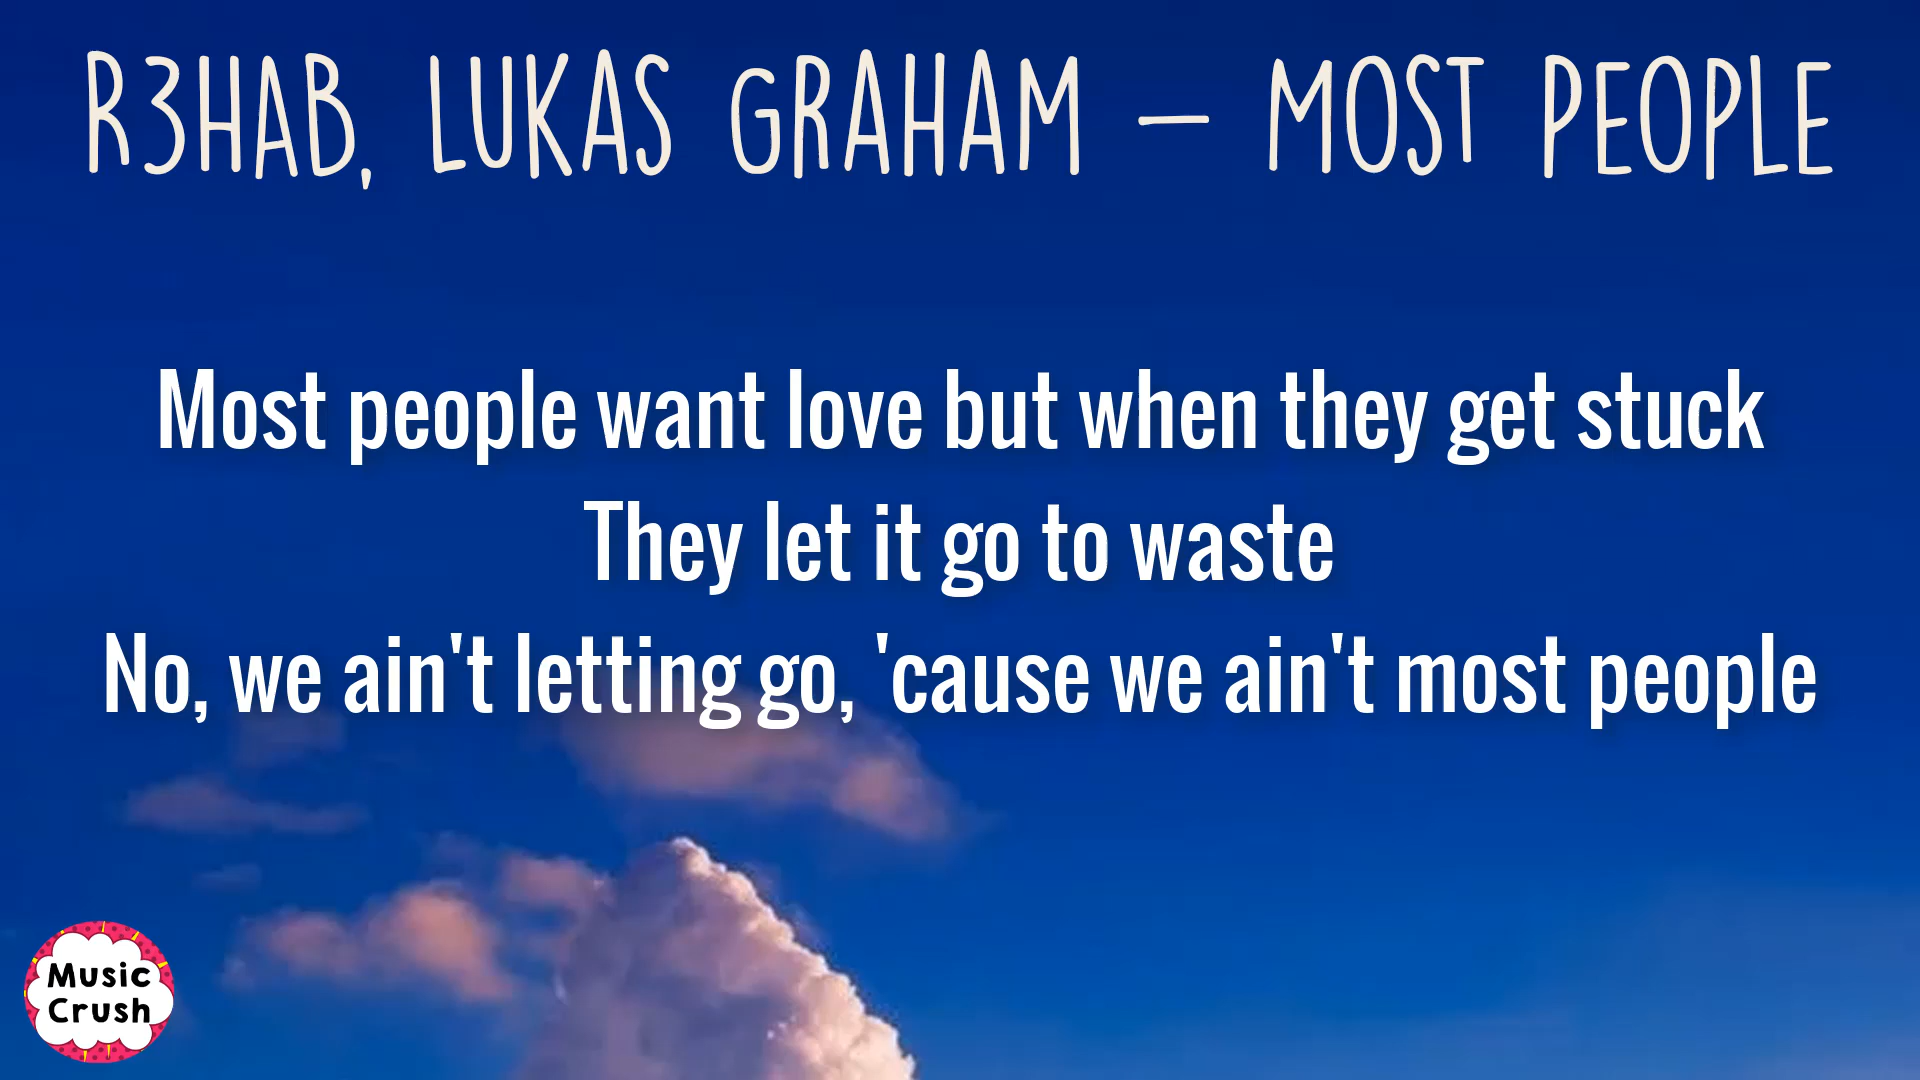 R3HAB, LUKAS GRAHAM — MOST PEOPLE
Most people want love but when they get stuck
They let it go to waste
No, we ain't letting go, 'cause we ain't most people
Music
Crush